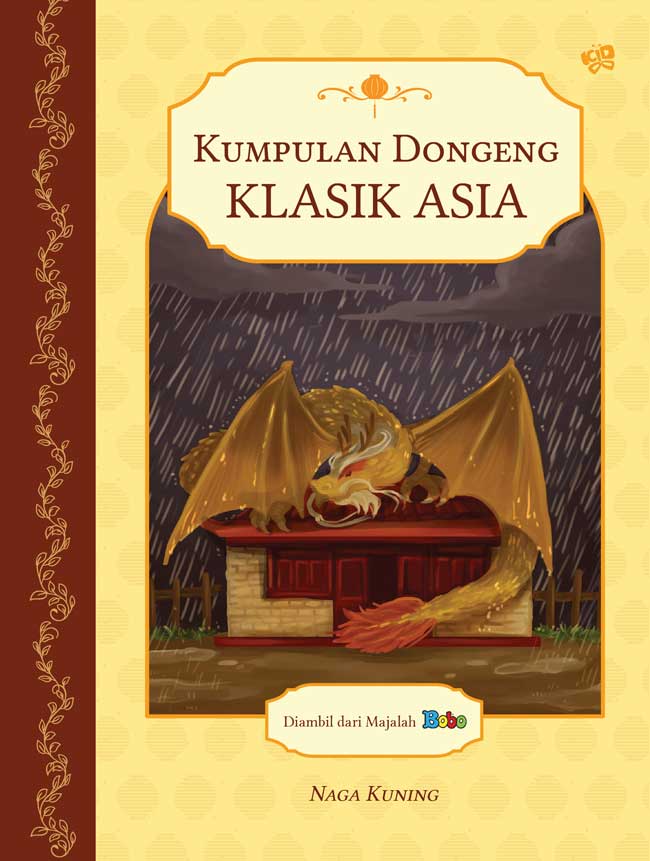 KUMPULAN DONGENG
KLASIK ASIA
Diambil dari Majalah Bobo
NAGA KUNING